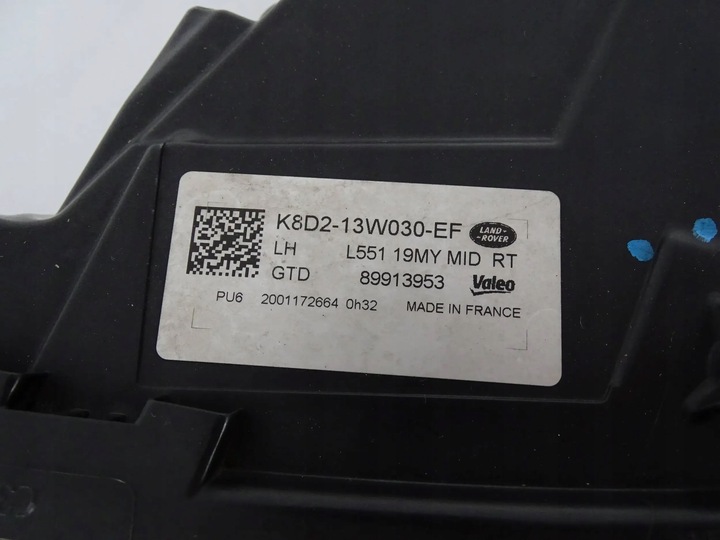 K8D2-13W030-EF LAND-ROVER
LH L551 19MY MID RT
GTD 89913953 Valeo
PU6 2001172664 0h32 MADE IN FRANCE